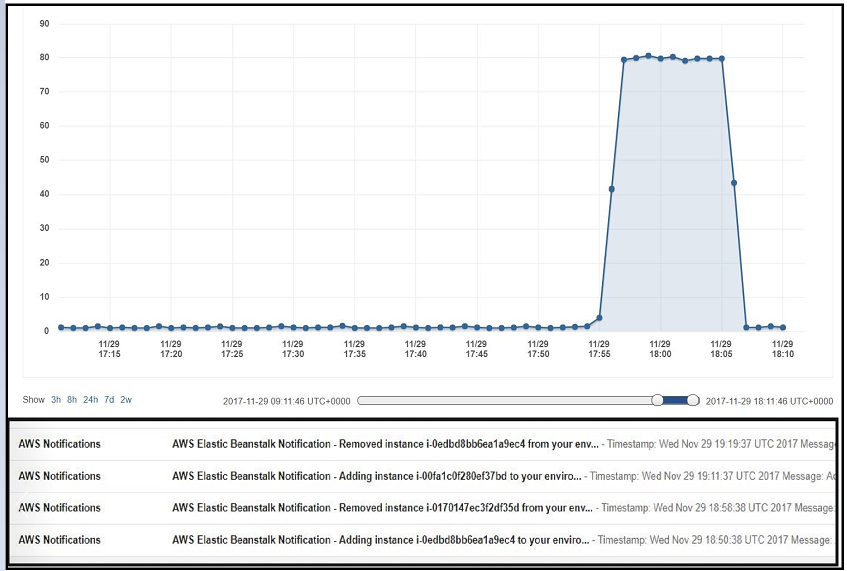 90
80
70
60
50
40
30
20
10
0
11/29 11/29 11/29 11/29 11/29 11/29 11/29 11/29 11/29 11/29 11/29 11/29
17:15 17:20 17:25 17:30 17:35 17:40 17:45 17:50 17:55 18:00 18:05 18:10
Show 3h 8h 24h 7d 2w 2017-11-29 09:11:46 UTC+0000 2017-11-29 18:11:46 UTC+0000
AWS Notifications AWS Elastic Beanstalk Notification - Removed instance i-0edbd8bb6ea1a9ec4 from your env... - Timestamp: Wed Nov 29 19:19:37 UTC 2017 Message
AWS Notifications AWS Elastic Beanstalk Notification - Adding instance i-00fa1c0f280ef37bd to your enviro... - Timestamp: Wed Nov 29 19:11:37 UTC 2017 Message: Ad
AWS Notifications AWS Elastic Beanstalk Notification - Removed instance i-0170147ec3f2df35d from your env... - Timestamp: Wed Nov 29 18:58:38 UTC 2017 Message:
AWS Notifications AWS Elastic Beanstalk Notification - Adding instance i-0edbd8bb6ea1a9ec4 to your enviro... - Timestamp: Wed Nov 29 18:50:38 UTC 2017 Message: